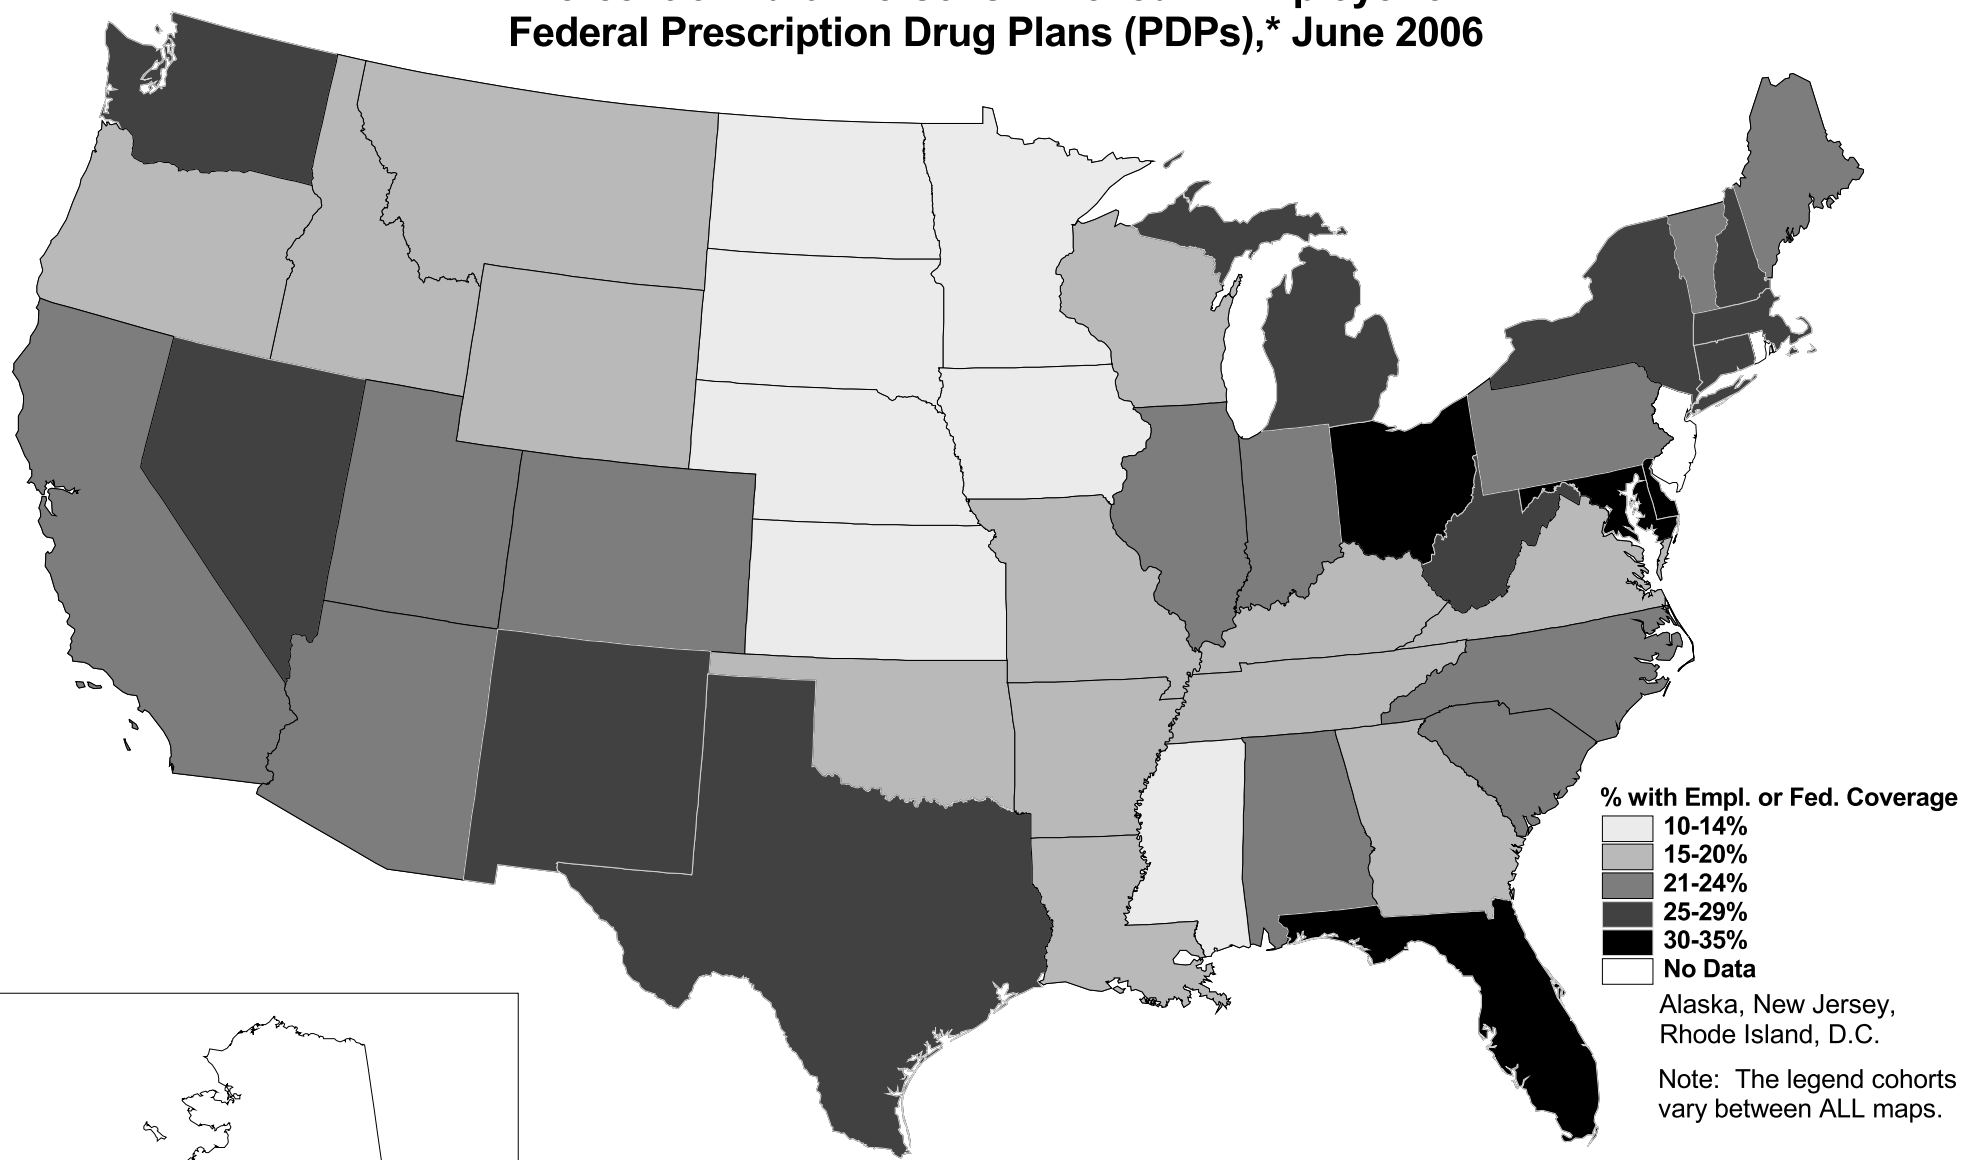 Federal Prescription Drug Plans (PDPs),* June 2006
% with Empl. or Fed. Coverage
10-14%
15-20%
21-24%
25-29%
30-35%
No Data
Alaska, New Jersey,
Rhode Island, D.C.
Note: The legend cohorts
vary between ALL maps.